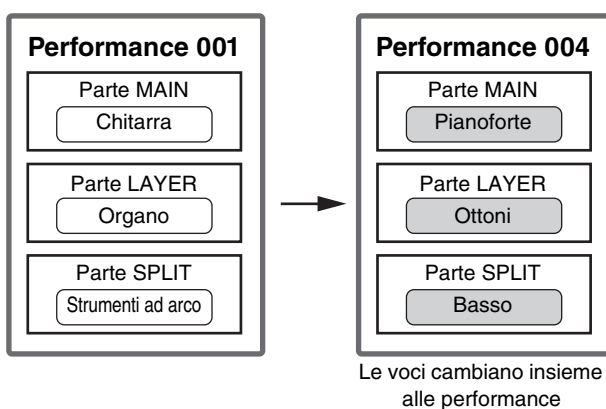 Performance 001
Parte MAIN
Chitarra
Parte LAYER
Organo
Parte SPLIT
Strumenti ad arco
Performance 004
Parte MAIN
Pianoforte
Parte LAYER
Ottoni
Parte SPLIT
Basso
Le voci cambiano insieme
alle performance